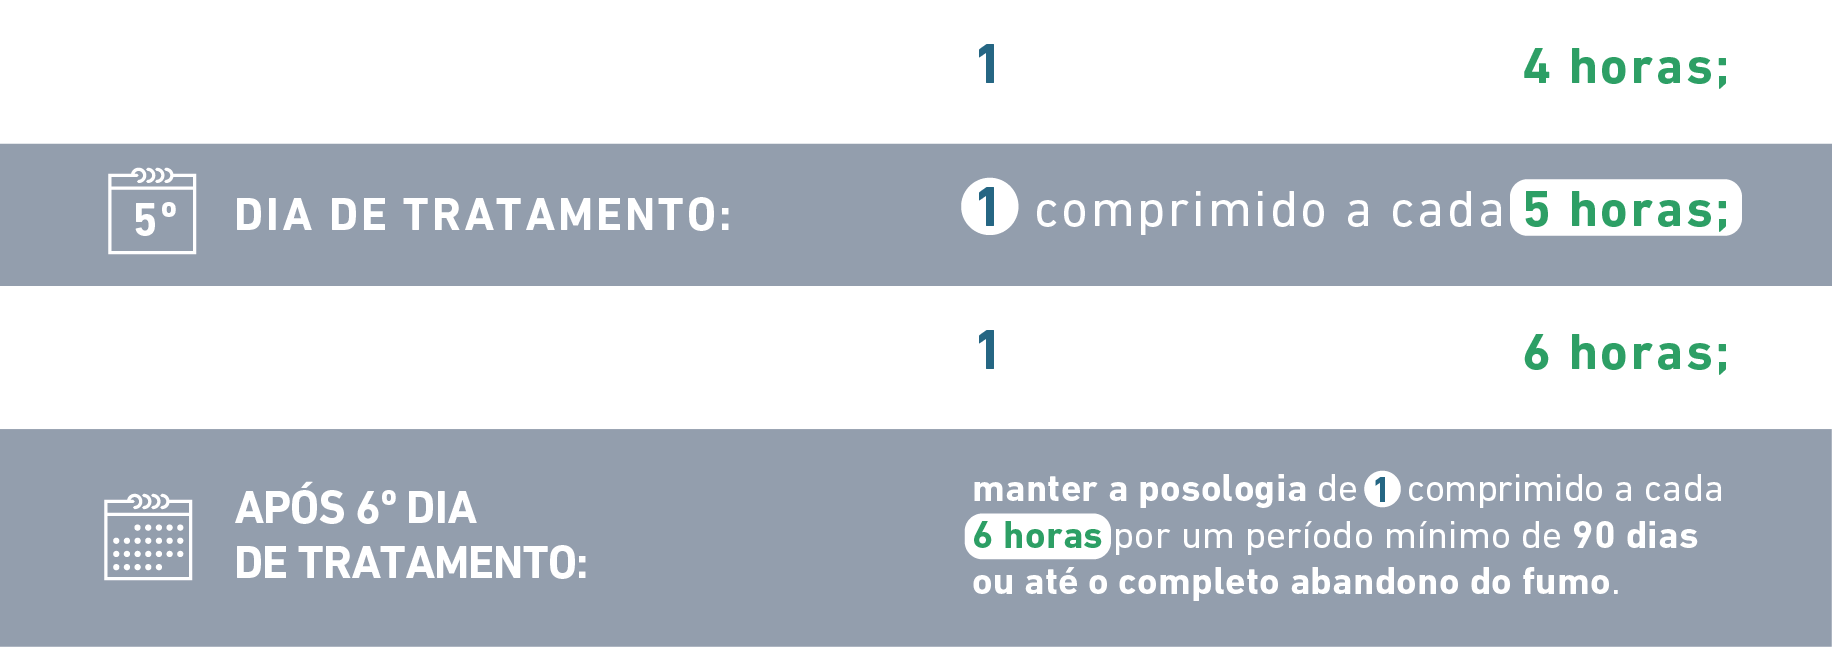 1 4 horas;
5º DIA DE TRATAMENTO: 1 comprimido a cada 5 horas;
1 6 horas;
APÓS 6º DIA
DE TRATAMENTO:
manter a posologia de 1 comprimido a cada
6 horas por um período mínimo de 90 dias
ou até o completo abandono do fumo.